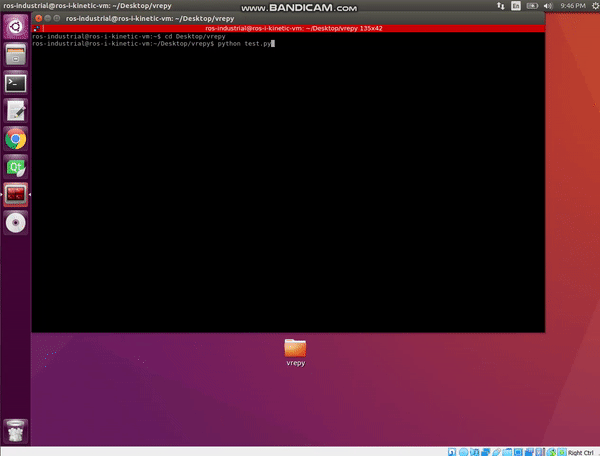 ros-industrial@ros-i-kinetic-vm: ~/Desktop/vrepy
www.BANDICAM.com
En
9:46 PM
ros-industrial@ros-i-kinetic-vm: ~/Desktop/vrepy
ros-industrial@ros-i-kinetic-vm: ~/Desktop/vrepy 135x42
ros-industrial@ros-i-kinetic-vm:~$ cd Desktop/vrepy
ros-industrial@ros-i-kinetic-vm:~/Desktop/vrepy$ python test.py
vrepy
Right Ctrl